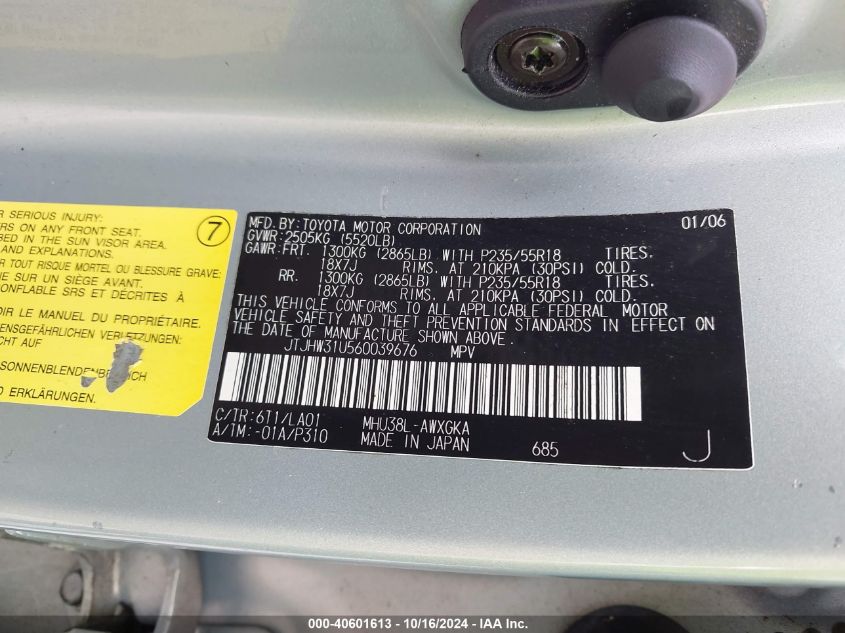 R SERIOUS INJURY:
RS ON ANY FRONT SEAT.
BED IN THE SUN VISOR AREA.
AND EXPLANATIONS.
7
R TOUT RISQUE MORTEL OU BLESSURE GRAVE:
SUR UN SIÈGE AVANT.
CONFORMABLE SRS ET DÉCRITES À
OIR LE MANUEL DU PROPRIÉTAIRE.
ENSGEFÄHRLICHEN VERLETZUNGEN:
CHT AUF
SONNENBLENDENBEREICH
D ERKLÄRUNGEN.
MFD. BY: TOYOTA MOTOR CORPORATION 01/06
GVWR: 2505KG (5520LB)
GAWR: FRT. 1300KG (2865LB) WITH P235/55R18 TIRES.
18X7J RIMS. AT 210KPA (30PSI) COLD.
RR. 1300KG (2865LB) WITH P235/55R18 TIRES.
18X7J RIMS. AT 210KPA (30PSI) COLD.
THIS VEHICLE CONFORMS TO ALL APPLICABLE FEDERAL MOTOR
VEHICLE SAFETY AND THEFT PREVENTION STANDARDS IN EFFECT ON
THE DATE OF MANUFACTURE SHOWN ABOVE.
JTJHW31U560039676 MPV
C/TR: 6T1/LA01 MHU38L-AWXGKA
A/TM: -01A/P310 MADE IN JAPAN 685 J
000-40601613 - 10/16/2024 - IAA Inc.